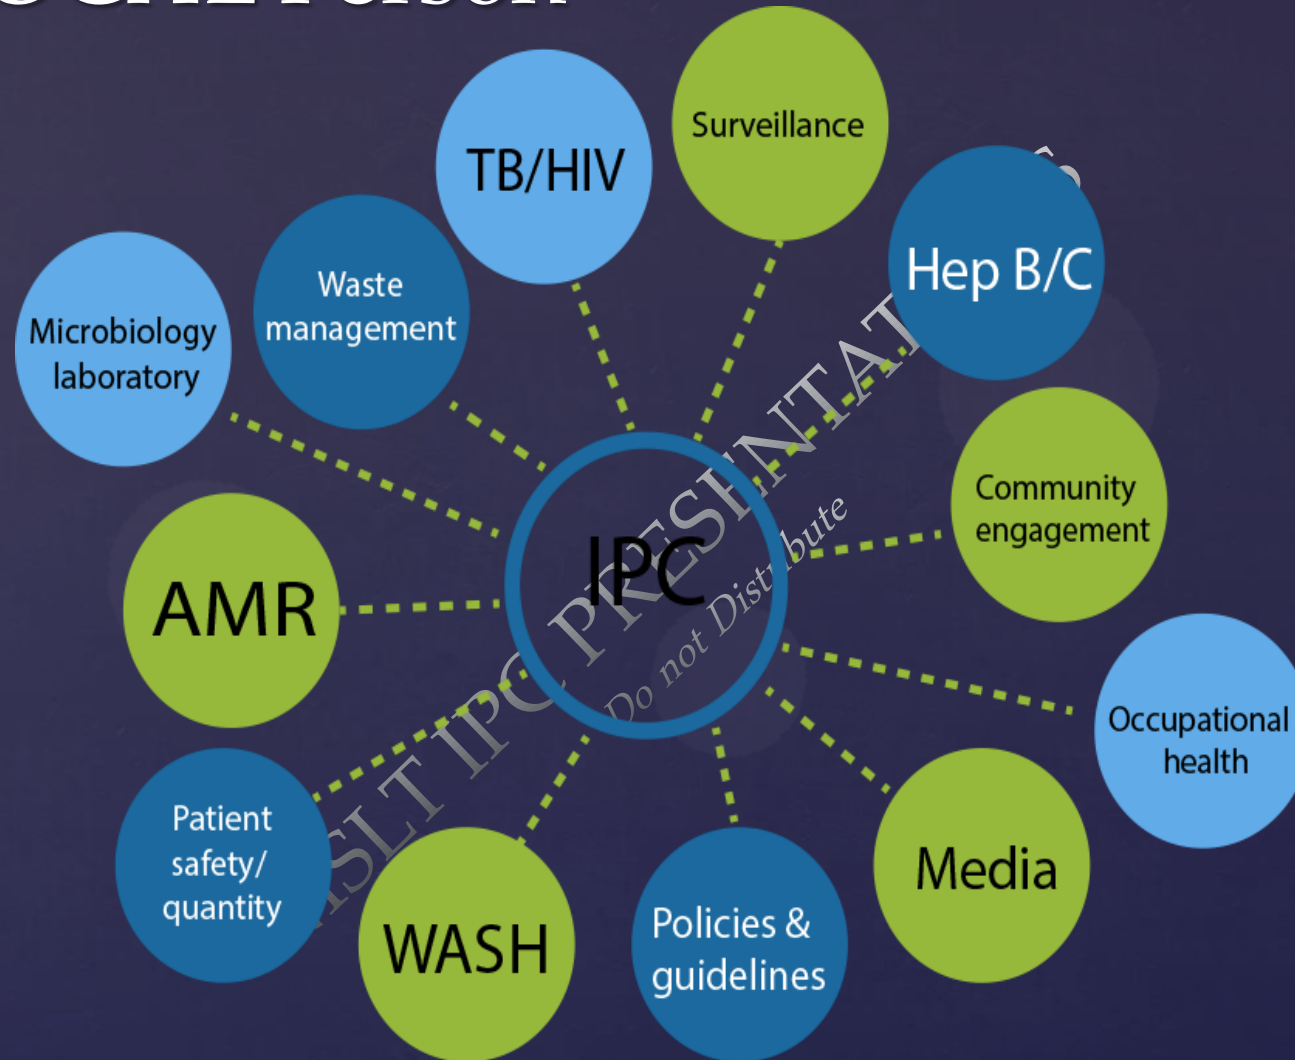 Person
TB/HIV
Surveillance
Hep B/C
Waste
management
Microbiology
laboratory
Community
engagement
IPC
AMR
Occupational
health
Patient
safety/
quantity
WASH
Policies &
guidelines
Media
IPC PRESENTAT
Do not Distribute